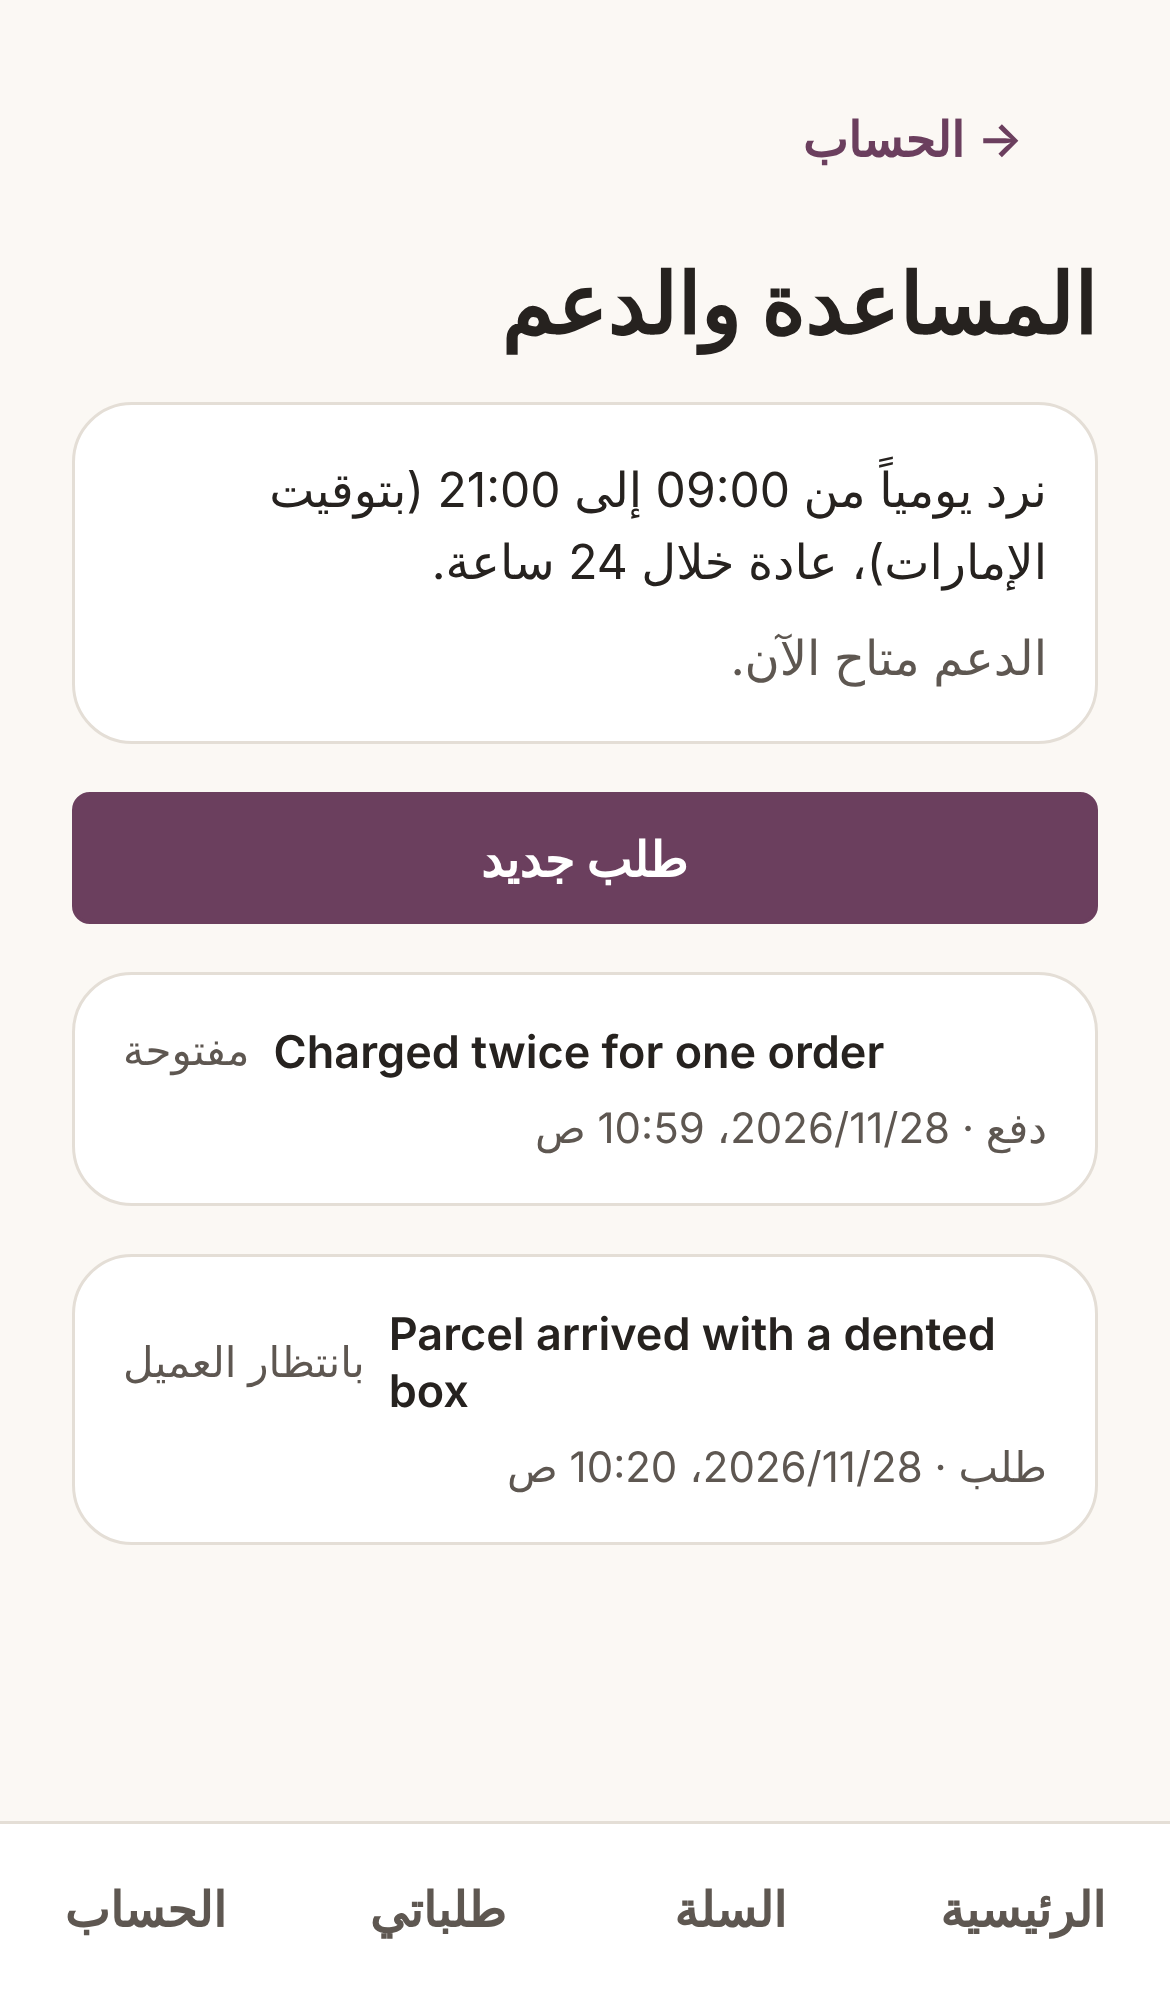 → الحساب
المساعدة والدعم
نرد يومياً من 09:00 إلى 21:00 (بتوقيت
الإمارات)، عادة خلال 24 ساعة.
الدعم متاح الآن.
طلب جديد
Charged twice for one order
مفتوحة
دفع · 2026/11/28، 10:59 ص
Parcel arrived with a dented
box
بانتظار العميل
طلب · 2026/11/28، 10:20 ص
الرئيسية
السلة
طلباتي
الحساب